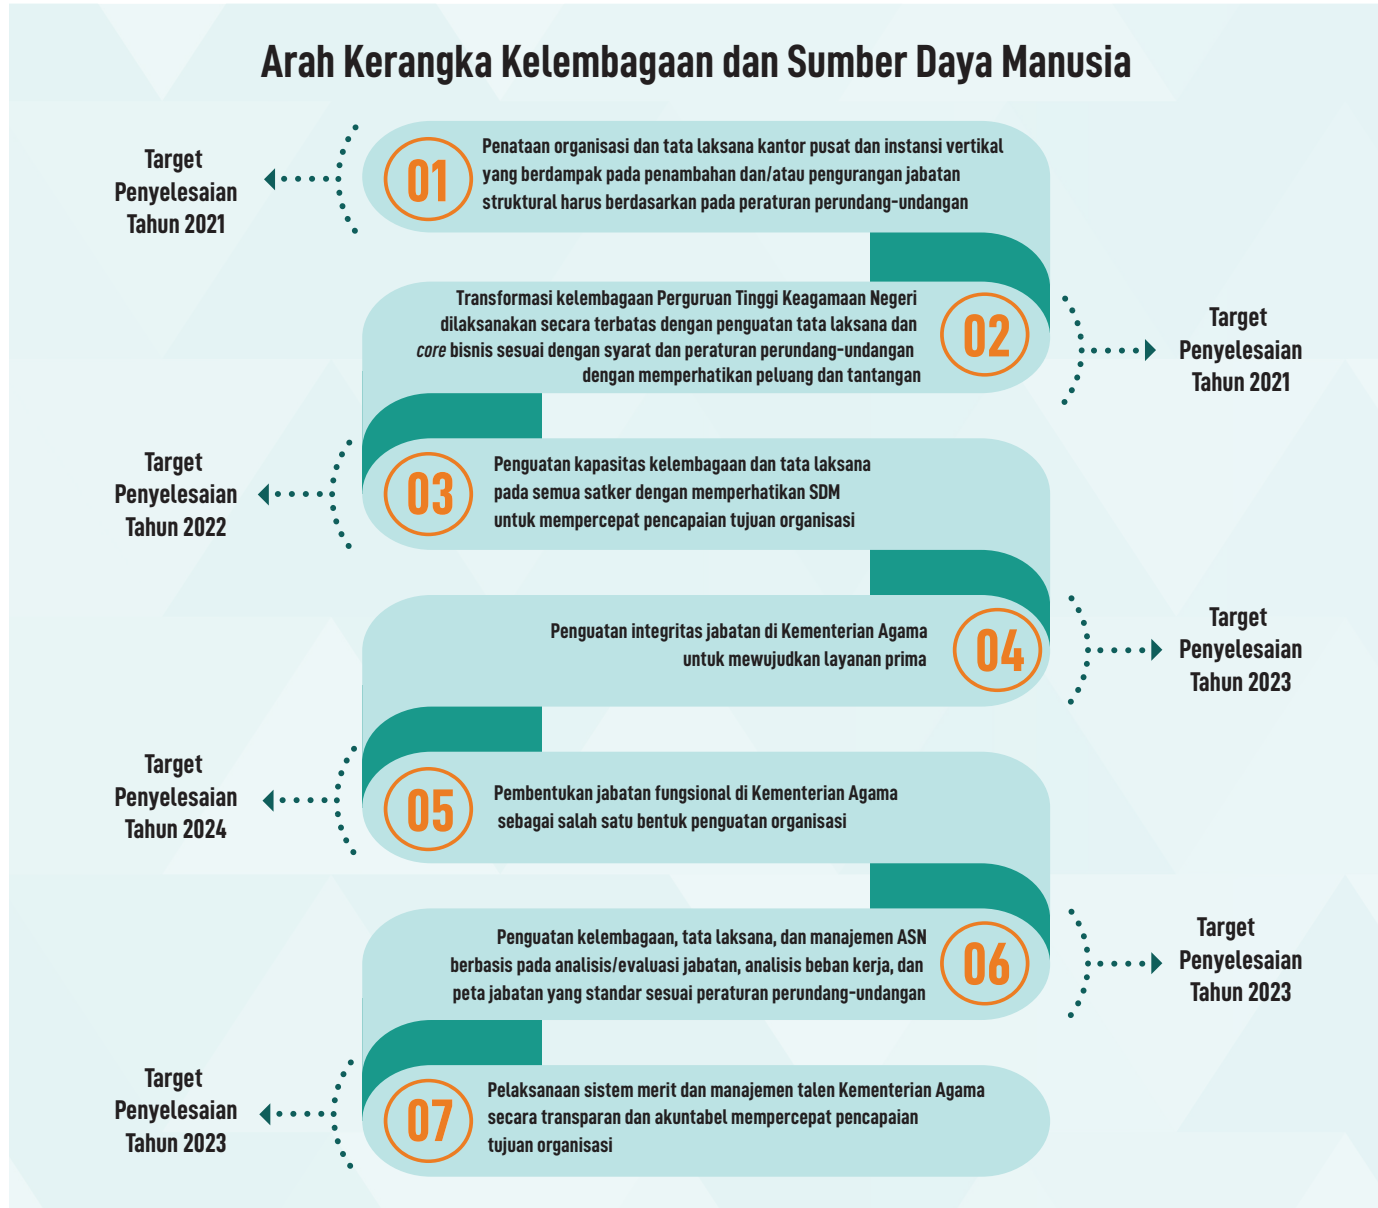 Arah Kerangka Kelembagaan dan Sumber Daya Manusia
Target
Penyelesaian
Tahun 2021
01
Penataan organisasi dan tata laksana kantor pusat dan instansi vertikal
yang berdampak pada penambahan dan/atau pengurangan jabatan
struktural harus berdasarkan pada peraturan perundang-undangan
Transformasi kelembagaan Perguruan Tinggi Keagamaan Negeri
dilaksanakan secara terbatas dengan penguatan tata laksana dan
core bisnis sesuai dengan syarat dan peraturan perundang-undangan
dengan memperhatikan peluang dan tantangan
02
Target
Penyelesaian
Tahun 2021
Target
Penyelesaian
Tahun 2022
03
Penguatan kapasitas kelembagaan dan tata laksana
pada semua satker dengan memperhatikan SDM
untuk mempercepat pencapaian tujuan organisasi
Penguatan integritas jabatan di Kementerian Agama
untuk mewujudkan layanan prima
04
Target
Penyelesaian
Tahun 2023
Target
Penyelesaian
Tahun 2024
05
Pembentukan jabatan fungsional di Kementerian Agama
sebagai salah satu bentuk penguatan organisasi
Penguatan kelembagaan, tata laksana, dan manajemen ASN
berbasis pada analisis/evaluasi jabatan, analisis beban kerja, dan
peta jabatan yang standar sesuai peraturan perundang-undangan
06
Target
Penyelesaian
Tahun 2023
Target
Penyelesaian
Tahun 2023
07
Pelaksanaan sistem merit dan manajemen talen Kementerian Agama
secara transparan dan akuntabel mempercepat pencapaian
tujuan organisasi